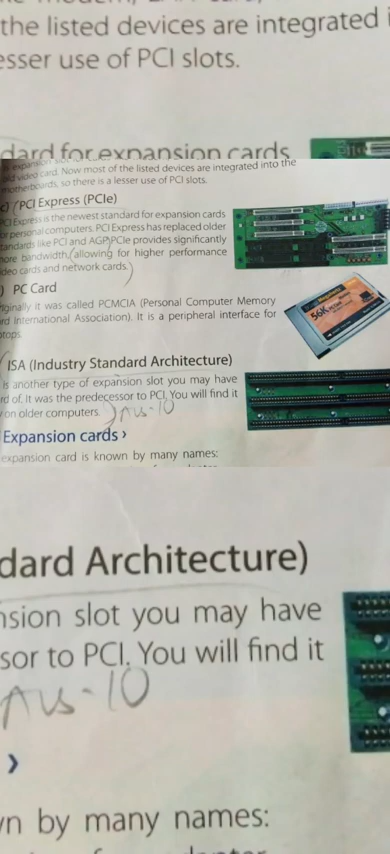 the listed devices are integrated i
esser use of PCI slots.
dard for expansion cards
old video card. Now most of the listed devices are integrated into the
motherboards, so there is a lesser use of PCI slots.
c) PCI Express (PCIe)
PCI Express is the newest standard for expansion cards
for personal computers. PCI Express has replaced older
standards like PCI and AGP. PCIe provides significantly
more bandwidth, allowing for higher performance
video cards and network cards.
) PC Card
riginally it was called PCMCIA (Personal Computer Memory
rd International Association). It is a peripheral interface for
ptops.
56K
ISA (Industry Standard Architecture)
is another type of expansion slot you may have
rd of. It was the predecessor to PCI. You will find it
on older computers.
Aus-10
Expansion cards ›
expansion card is known by many names:
dard Architecture)
nsion slot you may have
sor to PCI. You will find it
Aus-10
›
n by many names: